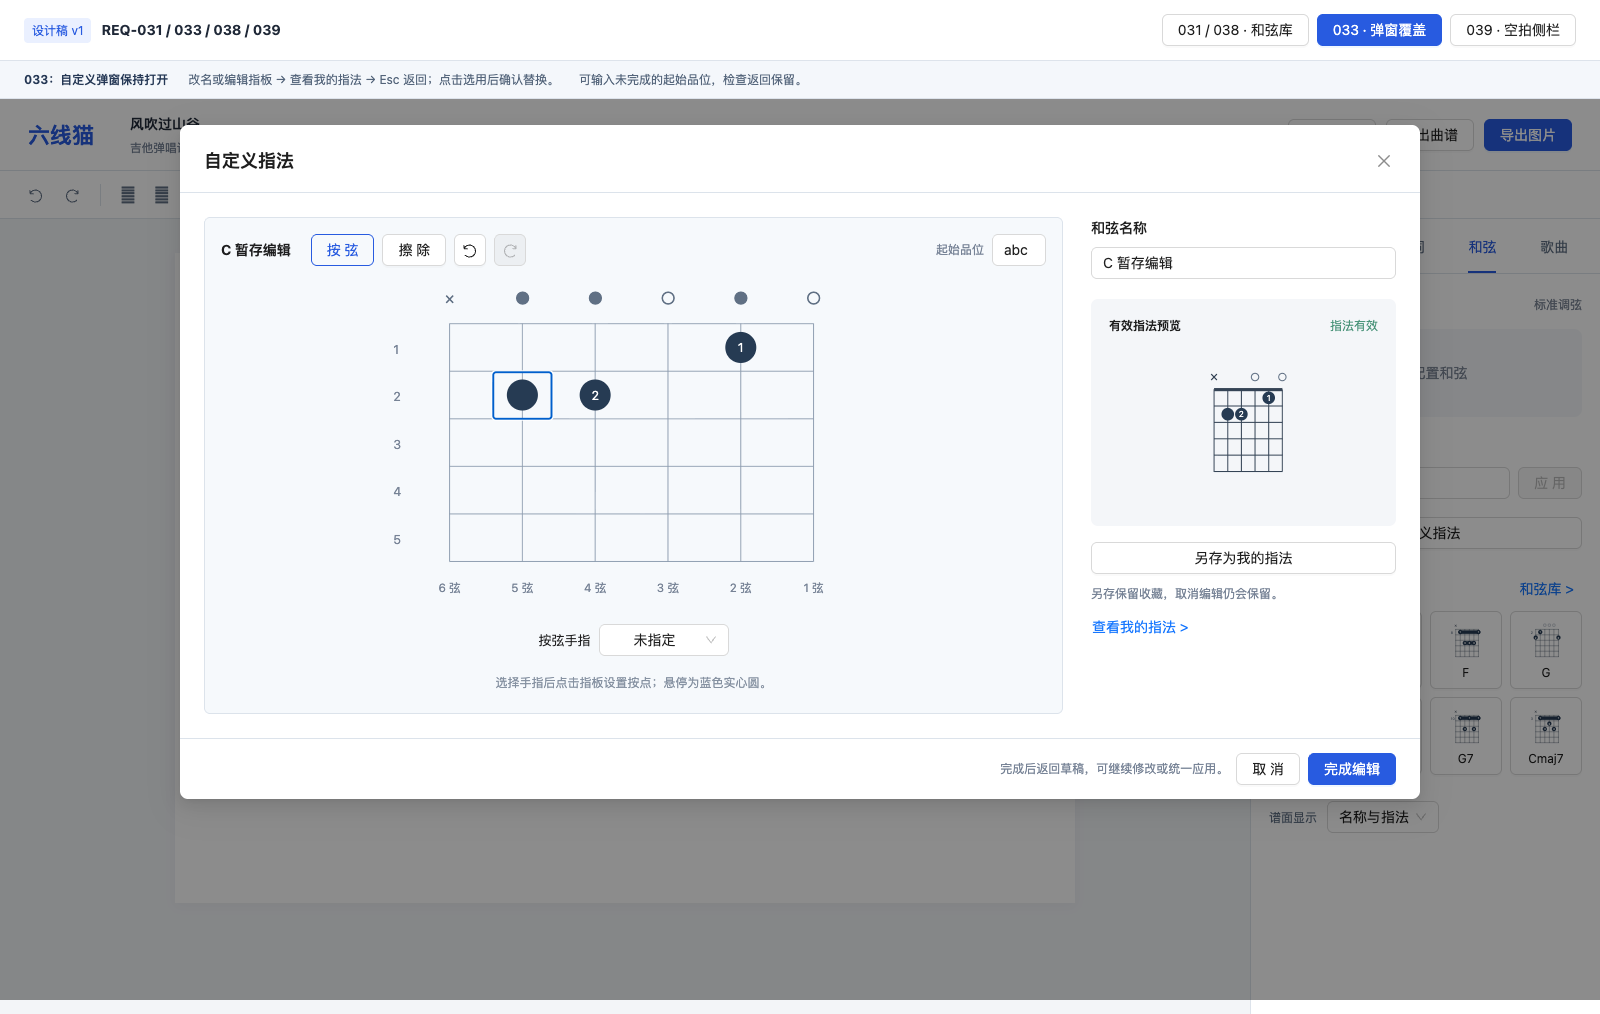 设计稿 v1 REQ-031 / 033 / 038 / 039 031 / 038 · 和弦库 033 · 弹窗覆盖 039 · 空拍侧栏
033：自定义弹窗保持打开 改名或编辑指板 → 查看我的指法 → Esc 返回；点击选用后确认替换。 可输入未完成的起始品位，检查返回保留。
六线猫
风吹过山谷
吉他弹唱
出曲谱 导出图片
自定义指法
C 暂存编辑 按 弦 擦 除 起始品位 abc
×
1 1
2 2
3
4
5
6 弦 5 弦 4 弦 3 弦 2 弦 1 弦
按弦手指 未指定
选择手指后点击指板设置按点；悬停为蓝色实心圆。
和弦名称
C 暂存编辑
有效指法预览 指法有效
×
1
2
另存为我的指法
另存保留收藏，取消编辑仍会保留。
查看我的指法 >
完成后返回草稿，可继续修改或统一应用。 取 消 完成编辑
和弦 歌曲
标准调弦
配置和弦
应 用
义指法
和弦库 >
F G
G7 Cmaj7
谱面显示 名称与指法